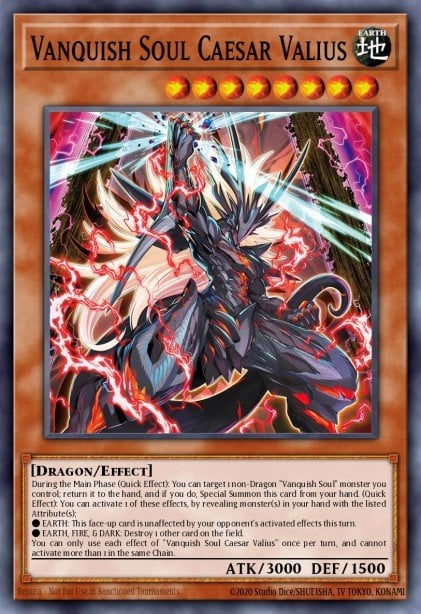 VANQUISH SOUL CAESAR VALIUS
EARTH
地
[DRAGON/EFFECT]
During the Main Phase (Quick Effect): You can target 1 non-Dragon "Vanquish Soul" monster you
control; return it to the hand, and if you do, Special Summon this card from your hand. (Quick
Effect): You can activate 1 of these effects, by revealing monster(s) in your hand with the listed
Attribute(s);
● EARTH: This face-up card is unaffected by your opponent's activated effects this turn.
● EARTH, FIRE, & DARK: Destroy 1 other card on the field.
You can only use each effect of "Vanquish Soul Caesar Valius" once per turn, and cannot
activate more than 1 in the same Chain.
ATK/3000 DEF/1500
Replica - Not For Use in Sanctioned Tournaments
©2020 Studio Dice/SHUEISHA, TV TOKYO, KONAMI